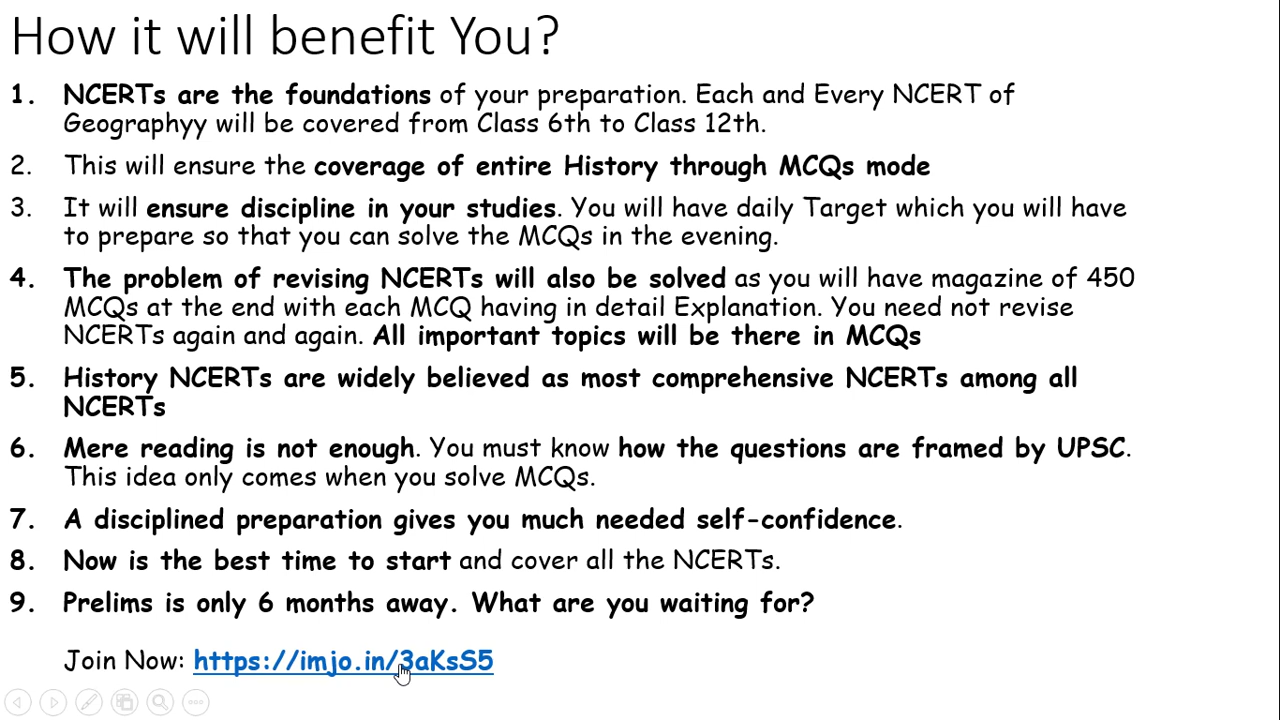 How it will benefit You?
1. NCERTs are the foundations of your preparation. Each and Every NCERT of
Geographyy will be covered from Class 6th to Class 12th.
2. This will ensure the coverage of entire History through MCQs mode
3. It will ensure discipline in your studies. You will have daily Target which you will have
to prepare so that you can solve the MCQs in the evening.
4. The problem of revising NCERTs will also be solved as you will have magazine of 450
MCQs at the end with each MCQ having in detail Explanation. You need not revise
NCERTs again and again. All important topics will be there in MCQs
5. History NCERTs are widely believed as most comprehensive NCERTs among all
NCERTs
6. Mere reading is not enough. You must know how the questions are framed by UPSC.
This idea only comes when you solve MCQs.
7. A disciplined preparation gives you much needed self-confidence.
8. Now is the best time to start and cover all the NCERTs.
9. Prelims is only 6 months away. What are you waiting for?
Join Now: https://imjo.in/3aKsS5